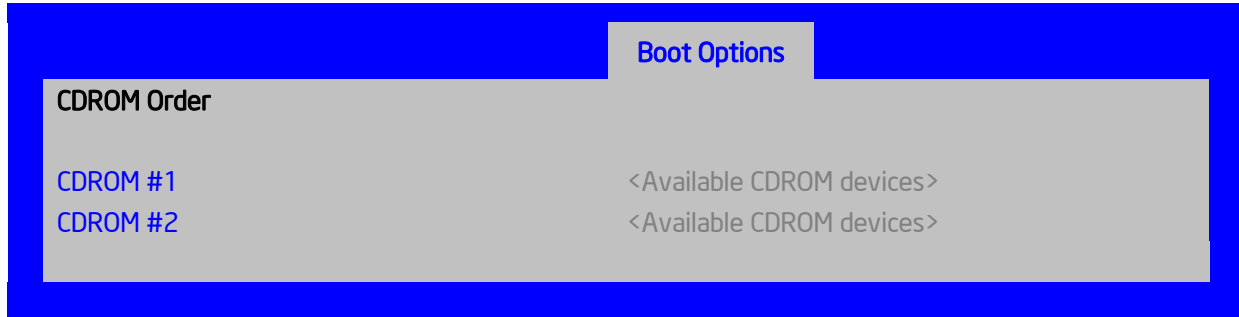 Boot Options
CDROM Order
CDROM #1 <Available CDROM devices>
CDROM #2 <Available CDROM devices>